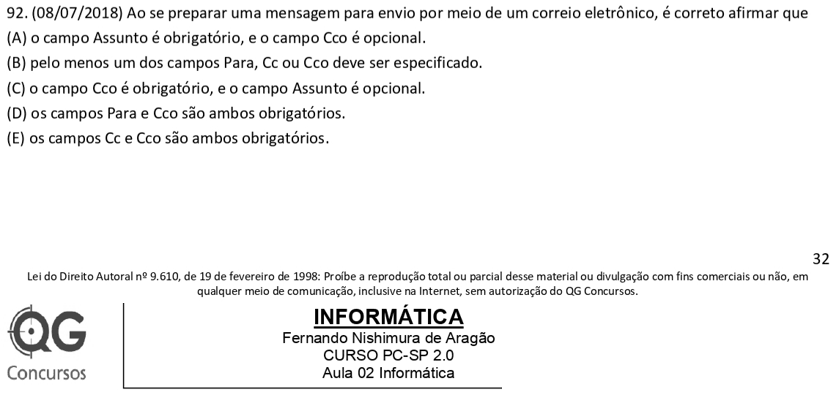 92. (08/07/2018) Ao se preparar uma mensagem para envio por meio de um correio eletrônico, é correto afirmar que
(A) o campo Assunto é obrigatório, e o campo Cco é opcional.
(B) pelo menos um dos campos Para, Cc ou Cco deve ser especificado.
(C) o campo Cco é obrigatório, e o campo Assunto é opcional.
(D) os campos Para e Cco são ambos obrigatórios.
(E) os campos Cc e Cco são ambos obrigatórios.
32
Lei do Direito Autoral nº 9.610, de 19 de fevereiro de 1998: Proíbe a reprodução total ou parcial desse material ou divulgação com fins comerciais ou não, em
qualquer meio de comunicação, inclusive na Internet, sem autorização do QG Concursos.
QG
Concursos
INFORMÁTICA
Fernando Nishimura de Aragão
CURSO PC-SP 2.0
Aula 02 Informática